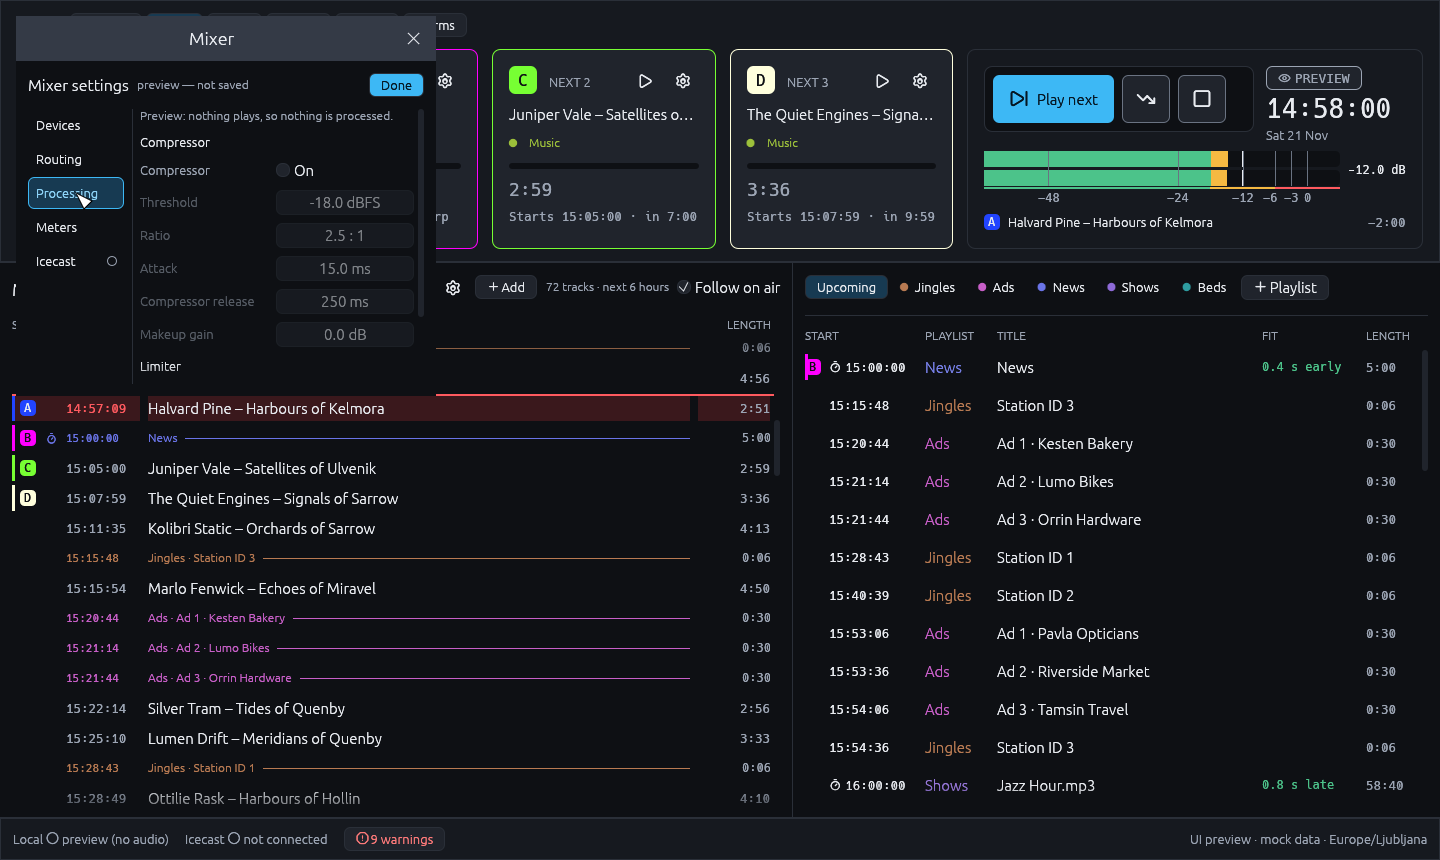 rms
Mixer
Mixer settings preview — not saved Done
Devices
Routing
Processing
Meters
Icecast
Preview: nothing plays, so nothing is processed.
Compressor
Compressor On
Threshold -18.0 dBFS
Ratio 2.5 : 1
Attack 15.0 ms
Compressor release 250 ms
Makeup gain 0.0 dB
Limiter
rp
C NEXT 2
Juniper Vale – Satellites o…
Music
2:59
Starts 15:05:00 · in 7:00
D NEXT 3
The Quiet Engines – Signa…
Music
3:36
Starts 15:07:59 · in 9:59
Play next
PREVIEW
14:58:00
Sat 21 Nov
-12.0 dB
-48 -24 -12 -6 -3 0
A Halvard Pine – Harbours of Kelmora -2:00
+ Add 72 tracks · next 6 hours Follow on air
LENGTH
0:06
4:56
A 14:57:09 Halvard Pine – Harbours of Kelmora 2:51
B 15:00:00 News 5:00
C 15:05:00 Juniper Vale – Satellites of Ulvenik 2:59
D 15:07:59 The Quiet Engines – Signals of Sarrow 3:36
15:11:35 Kolibri Static – Orchards of Sarrow 4:13
15:15:48 Jingles · Station ID 3 0:06
15:15:54 Marlo Fenwick – Echoes of Miravel 4:50
15:20:44 Ads · Ad 1 · Kesten Bakery 0:30
15:21:14 Ads · Ad 2 · Lumo Bikes 0:30
15:21:44 Ads · Ad 3 · Orrin Hardware 0:30
15:22:14 Silver Tram – Tides of Quenby 2:56
15:25:10 Lumen Drift – Meridians of Quenby 3:33
15:28:43 Jingles · Station ID 1 0:06
15:28:49 Ottilie Rask – Harbours of Hollin 4:10
Upcoming Jingles Ads News Shows Beds + Playlist
START PLAYLIST TITLE FIT LENGTH
B 15:00:00 News News 0.4 s early 5:00
15:15:48 Jingles Station ID 3 0:06
15:20:44 Ads Ad 1 · Kesten Bakery 0:30
15:21:14 Ads Ad 2 · Lumo Bikes 0:30
15:21:44 Ads Ad 3 · Orrin Hardware 0:30
15:28:43 Jingles Station ID 1 0:06
15:40:39 Jingles Station ID 2 0:06
15:53:06 Ads Ad 1 · Pavla Opticians 0:30
15:53:36 Ads Ad 2 · Riverside Market 0:30
15:54:06 Ads Ad 3 · Tamsin Travel 0:30
15:54:36 Jingles Station ID 3 0:06
16:00:00 Shows Jazz Hour.mp3 0.8 s late 58:40
Local preview (no audio) Icecast not connected 9 warnings
UI preview · mock data · Europe/Ljubljana